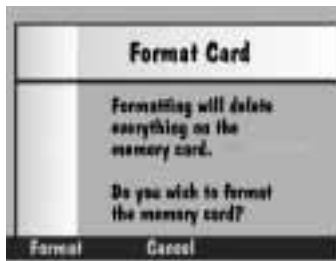 Format Card
Formatting will delete
everything on the
memory card.
Do you wish to format
the memory card?
Format Cancel